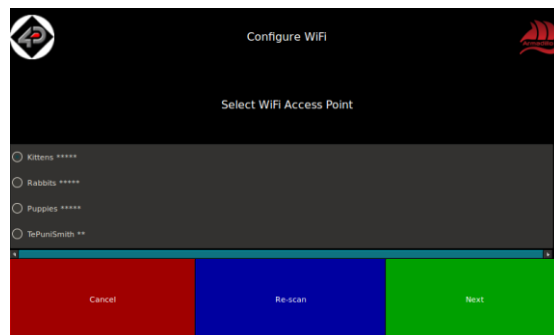 Configure WiFi
Select WiFi Access Point
Kittens *****
Rabbits *****
Puppies *****
TePuniSmith **
Cancel
Re-scan
Next